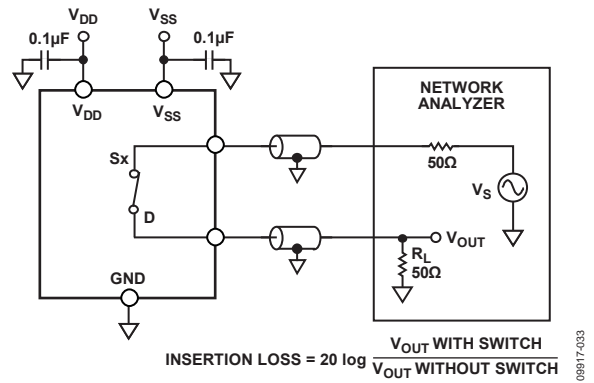 VDD
VSS
0.1µF
0.1µF
VDD
VSS
NETWORK
ANALYZER
Sx
50Ω
VS
D
VOUT
RL
50Ω
GND
INSERTION LOSS = 20 log VOUT WITH SWITCH
VOUT WITHOUT SWITCH
09917-033